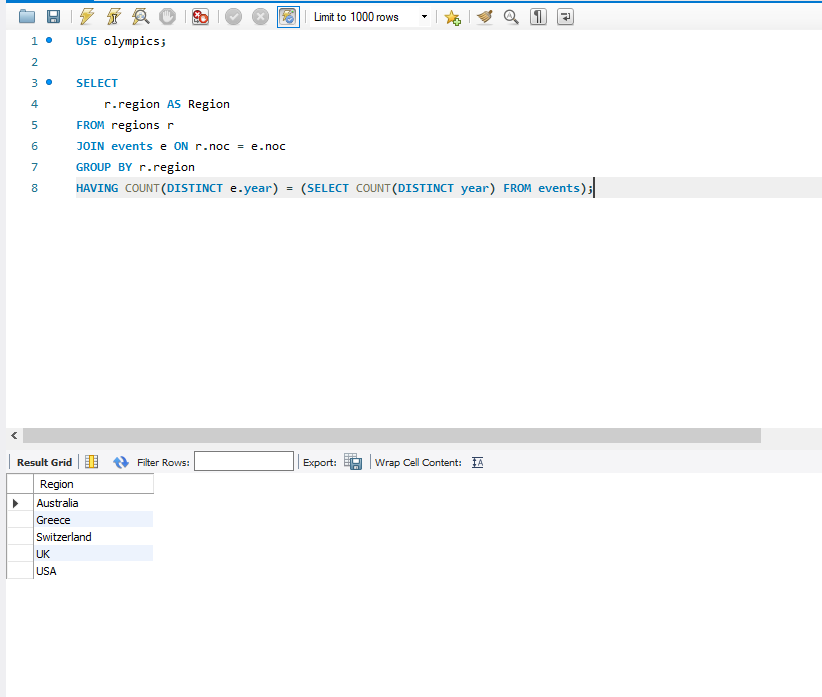 Limit to 1000 rows
1 USE olympics;
2
3 SELECT
4 r.region AS Region
5 FROM regions r
6 JOIN events e ON r.noc = e.noc
7 GROUP BY r.region
8 HAVING COUNT(DISTINCT e.year) = (SELECT COUNT(DISTINCT year) FROM events);
Result Grid Filter Rows: Export: Wrap Cell Content:
Region
Australia
Greece
Switzerland
UK
USA